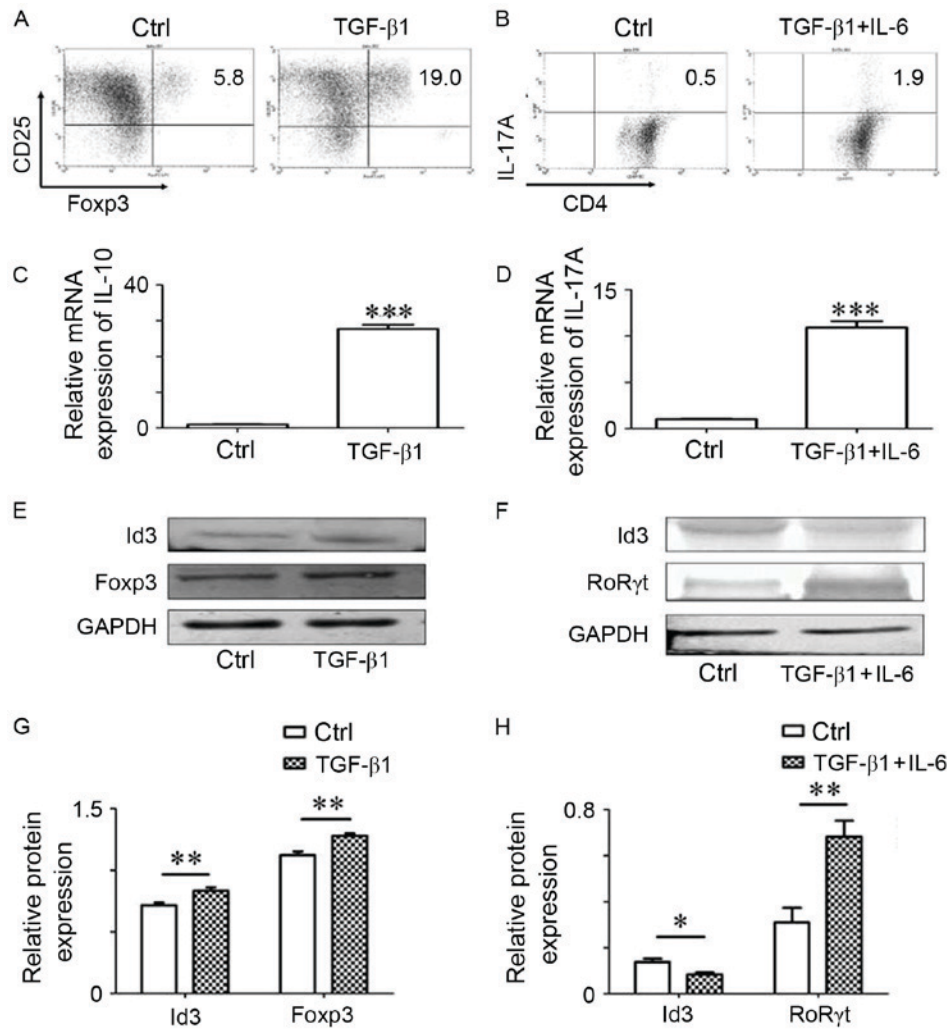 A
Ctrl
TGF-β1
5.8
19.0
CD25
Foxp3
B
Ctrl
TGF-β1+IL-6
0.5
1.9
IL-17A
CD4
C
Relative mRNA
expression of IL-10
40
0
***
Ctrl
TGF-β1
D
Relative mRNA
expression of IL-17A
15
0
***
Ctrl
TGF-β1+IL-6
E
Id3
Foxp3
GAPDH
Ctrl
TGF-β1
F
Id3
RoRγt
GAPDH
Ctrl
TGF-β1+IL-6
G
Ctrl
TGF-β1
Relative protein
expression
1.5
0
**
**
Id3
Foxp3
H
Ctrl
TGF-β1+IL-6
Relative protein
expression
0.8
0
*
**
Id3
RoRγt